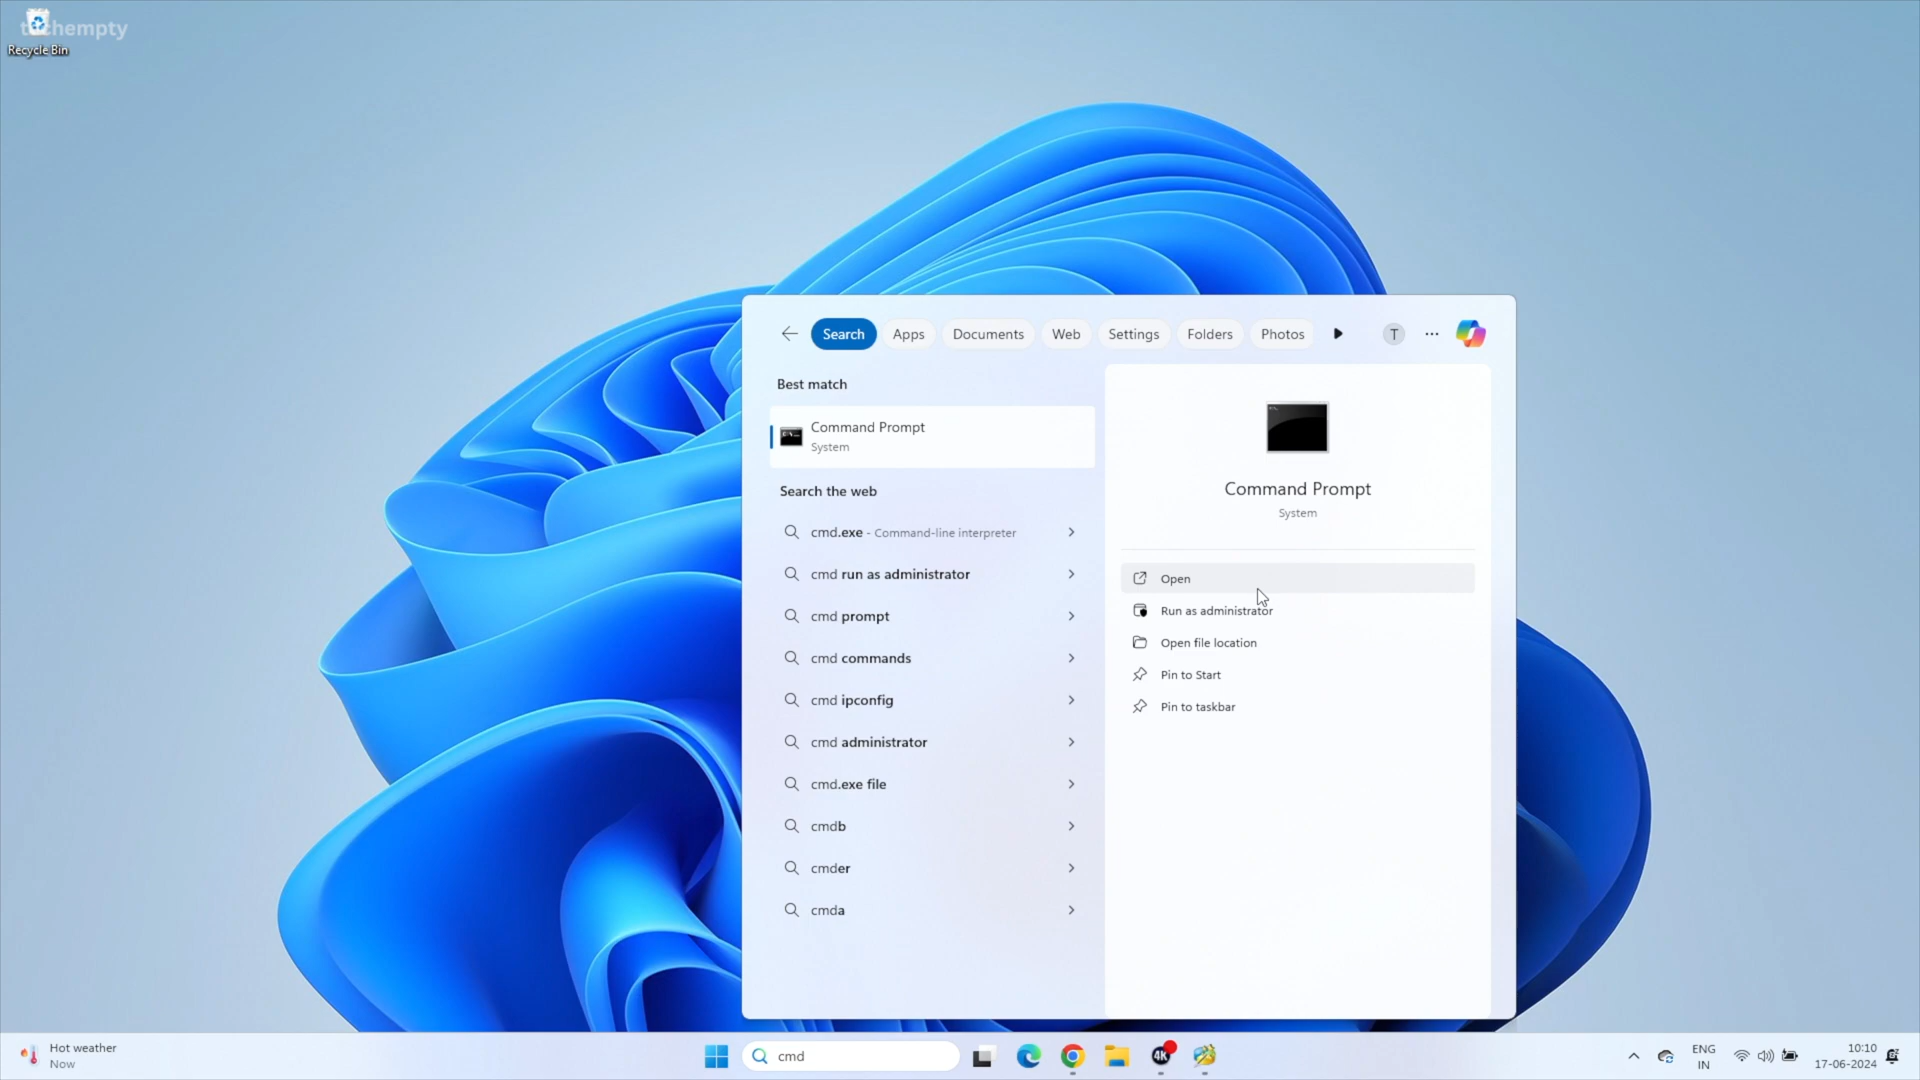 techempty
Recycle Bin
Search
Apps
Documents
Web
Settings
Folders
Photos
T
Best match
Command Prompt
System
Search the web
cmd.exe - Command-line interpreter
cmd run as administrator
cmd prompt
cmd commands
cmd ipconfig
cmd administrator
cmd.exe file
cmdb
cmder
cmda
Command Prompt
System
Open
Run as administrator
Open file location
Pin to Start
Pin to taskbar
Hot weather
Now
cmd
4K
ENG
IN
10:10
17-06-2024